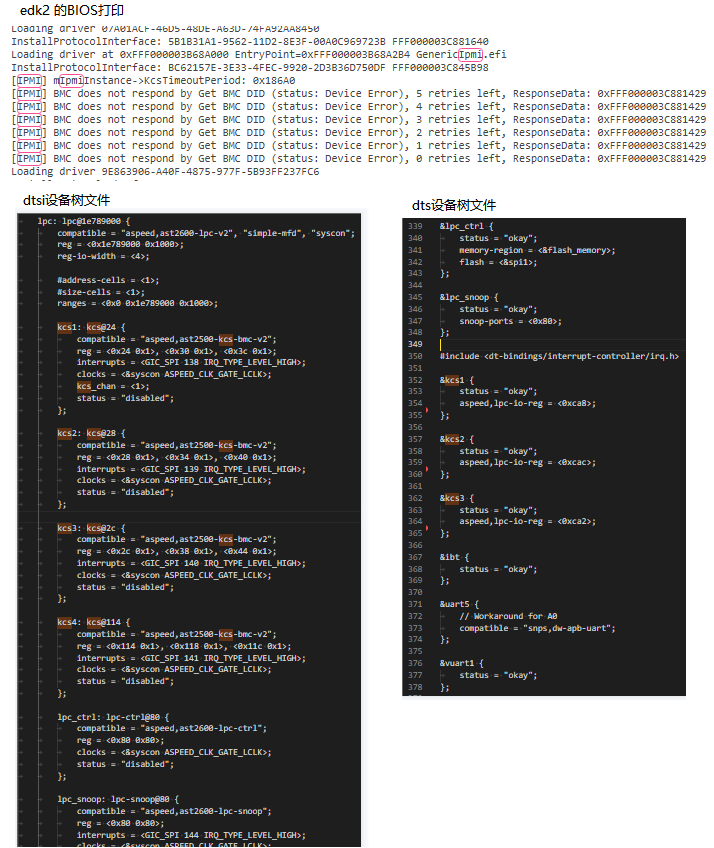 edk2 的BIOS打印
Loading driver 07A01ACF-46D5-48DE-A63D-74FA92AA8450
InstallProtocolInterface: 5B1B31A1-9562-11D2-8E3F-00A0C969723B FFF000003C881640
Loading driver at 0xFFF000003B68A000 EntryPoint=0xFFF000003B68A2B4 GenericIpmi.efi
InstallProtocolInterface: BC62157E-3E33-4FEC-9920-2D3B36D750DF FFF000003C845B98
[IPMI] mIpmiInstance->KcsTimeoutPeriod: 0x186A0
[IPMI] BMC does not respond by Get BMC DID (status: Device Error), 5 retries left, ResponseData: 0xFFF000003C881429
[IPMI] BMC does not respond by Get BMC DID (status: Device Error), 4 retries left, ResponseData: 0xFFF000003C881429
[IPMI] BMC does not respond by Get BMC DID (status: Device Error), 3 retries left, ResponseData: 0xFFF000003C881429
[IPMI] BMC does not respond by Get BMC DID (status: Device Error), 2 retries left, ResponseData: 0xFFF000003C881429
[IPMI] BMC does not respond by Get BMC DID (status: Device Error), 1 retries left, ResponseData: 0xFFF000003C881429
[IPMI] BMC does not respond by Get BMC DID (status: Device Error), 0 retries left, ResponseData: 0xFFF000003C881429
Loading driver 9E863906-A40F-4875-977F-5B93FF237FC6
dtsi设备树文件
lpc: lpc@1e789000 {
compatible = "aspeed,ast2600-lpc-v2", "simple-mfd", "syscon";
reg = <0x1e789000 0x1000>;
reg-io-width = <4>;
#address-cells = <1>;
#size-cells = <1>;
ranges = <0x0 0x1e789000 0x1000>;
kcs1: kcs@24 {
compatible = "aspeed,ast2500-kcs-bmc-v2";
reg = <0x24 0x1>, <0x30 0x1>, <0x3c 0x1>;
interrupts = <GIC_SPI 138 IRQ_TYPE_LEVEL_HIGH>;
clocks = <&syscon ASPEED_CLK_GATE_LCLK>;
kcs_chan = <1>;
status = "disabled";
};
kcs2: kcs@28 {
compatible = "aspeed,ast2500-kcs-bmc-v2";
reg = <0x28 0x1>, <0x34 0x1>, <0x40 0x1>;
interrupts = <GIC_SPI 139 IRQ_TYPE_LEVEL_HIGH>;
clocks = <&syscon ASPEED_CLK_GATE_LCLK>;
status = "disabled";
};
kcs3: kcs@2c {
compatible = "aspeed,ast2500-kcs-bmc-v2";
reg = <0x2c 0x1>, <0x38 0x1>, <0x44 0x1>;
interrupts = <GIC_SPI 140 IRQ_TYPE_LEVEL_HIGH>;
clocks = <&syscon ASPEED_CLK_GATE_LCLK>;
status = "disabled";
};
kcs4: kcs@114 {
compatible = "aspeed,ast2500-kcs-bmc-v2";
reg = <0x114 0x1>, <0x118 0x1>, <0x11c 0x1>;
interrupts = <GIC_SPI 141 IRQ_TYPE_LEVEL_HIGH>;
clocks = <&syscon ASPEED_CLK_GATE_LCLK>;
status = "disabled";
};
lpc_ctrl: lpc-ctrl@80 {
compatible = "aspeed,ast2600-lpc-ctrl";
reg = <0x80 0x80>;
clocks = <&syscon ASPEED_CLK_GATE_LCLK>;
status = "disabled";
};
lpc_snoop: lpc-snoop@80 {
compatible = "aspeed,ast2600-lpc-snoop";
reg = <0x80 0x80>;
interrupts = <GIC_SPI 144 IRQ_TYPE_LEVEL_HIGH>;
clocks = <&syscon ASPEED_CLK_GATE_LCLK>;
dts设备树文件
339 &lpc_ctrl {
340 status = "okay";
341 memory-region = <&flash_memory>;
342 flash = <&spi1>;
343 };
344
345 &lpc_snoop {
346 status = "okay";
347 snoop-ports = <0x80>;
348 };
349
350 #include <dt-bindings/interrupt-controller/irq.h>
351
352 &kcs1 {
353 status = "okay";
354 aspeed,lpc-io-reg = <0xca8>;
355 };
356
357 &kcs2 {
358 status = "okay";
359 aspeed,lpc-io-reg = <0xcac>;
360 };
361
362 &kcs3 {
363 status = "okay";
364 aspeed,lpc-io-reg = <0xca2>;
365 };
366
367 &ibt {
368 status = "okay";
369 };
370
371 &uart5 {
372 // Workaround for A0
373 compatible = "snps,dw-apb-uart";
374 };
375
376 &vuart1 {
377 status = "okay";
378 };